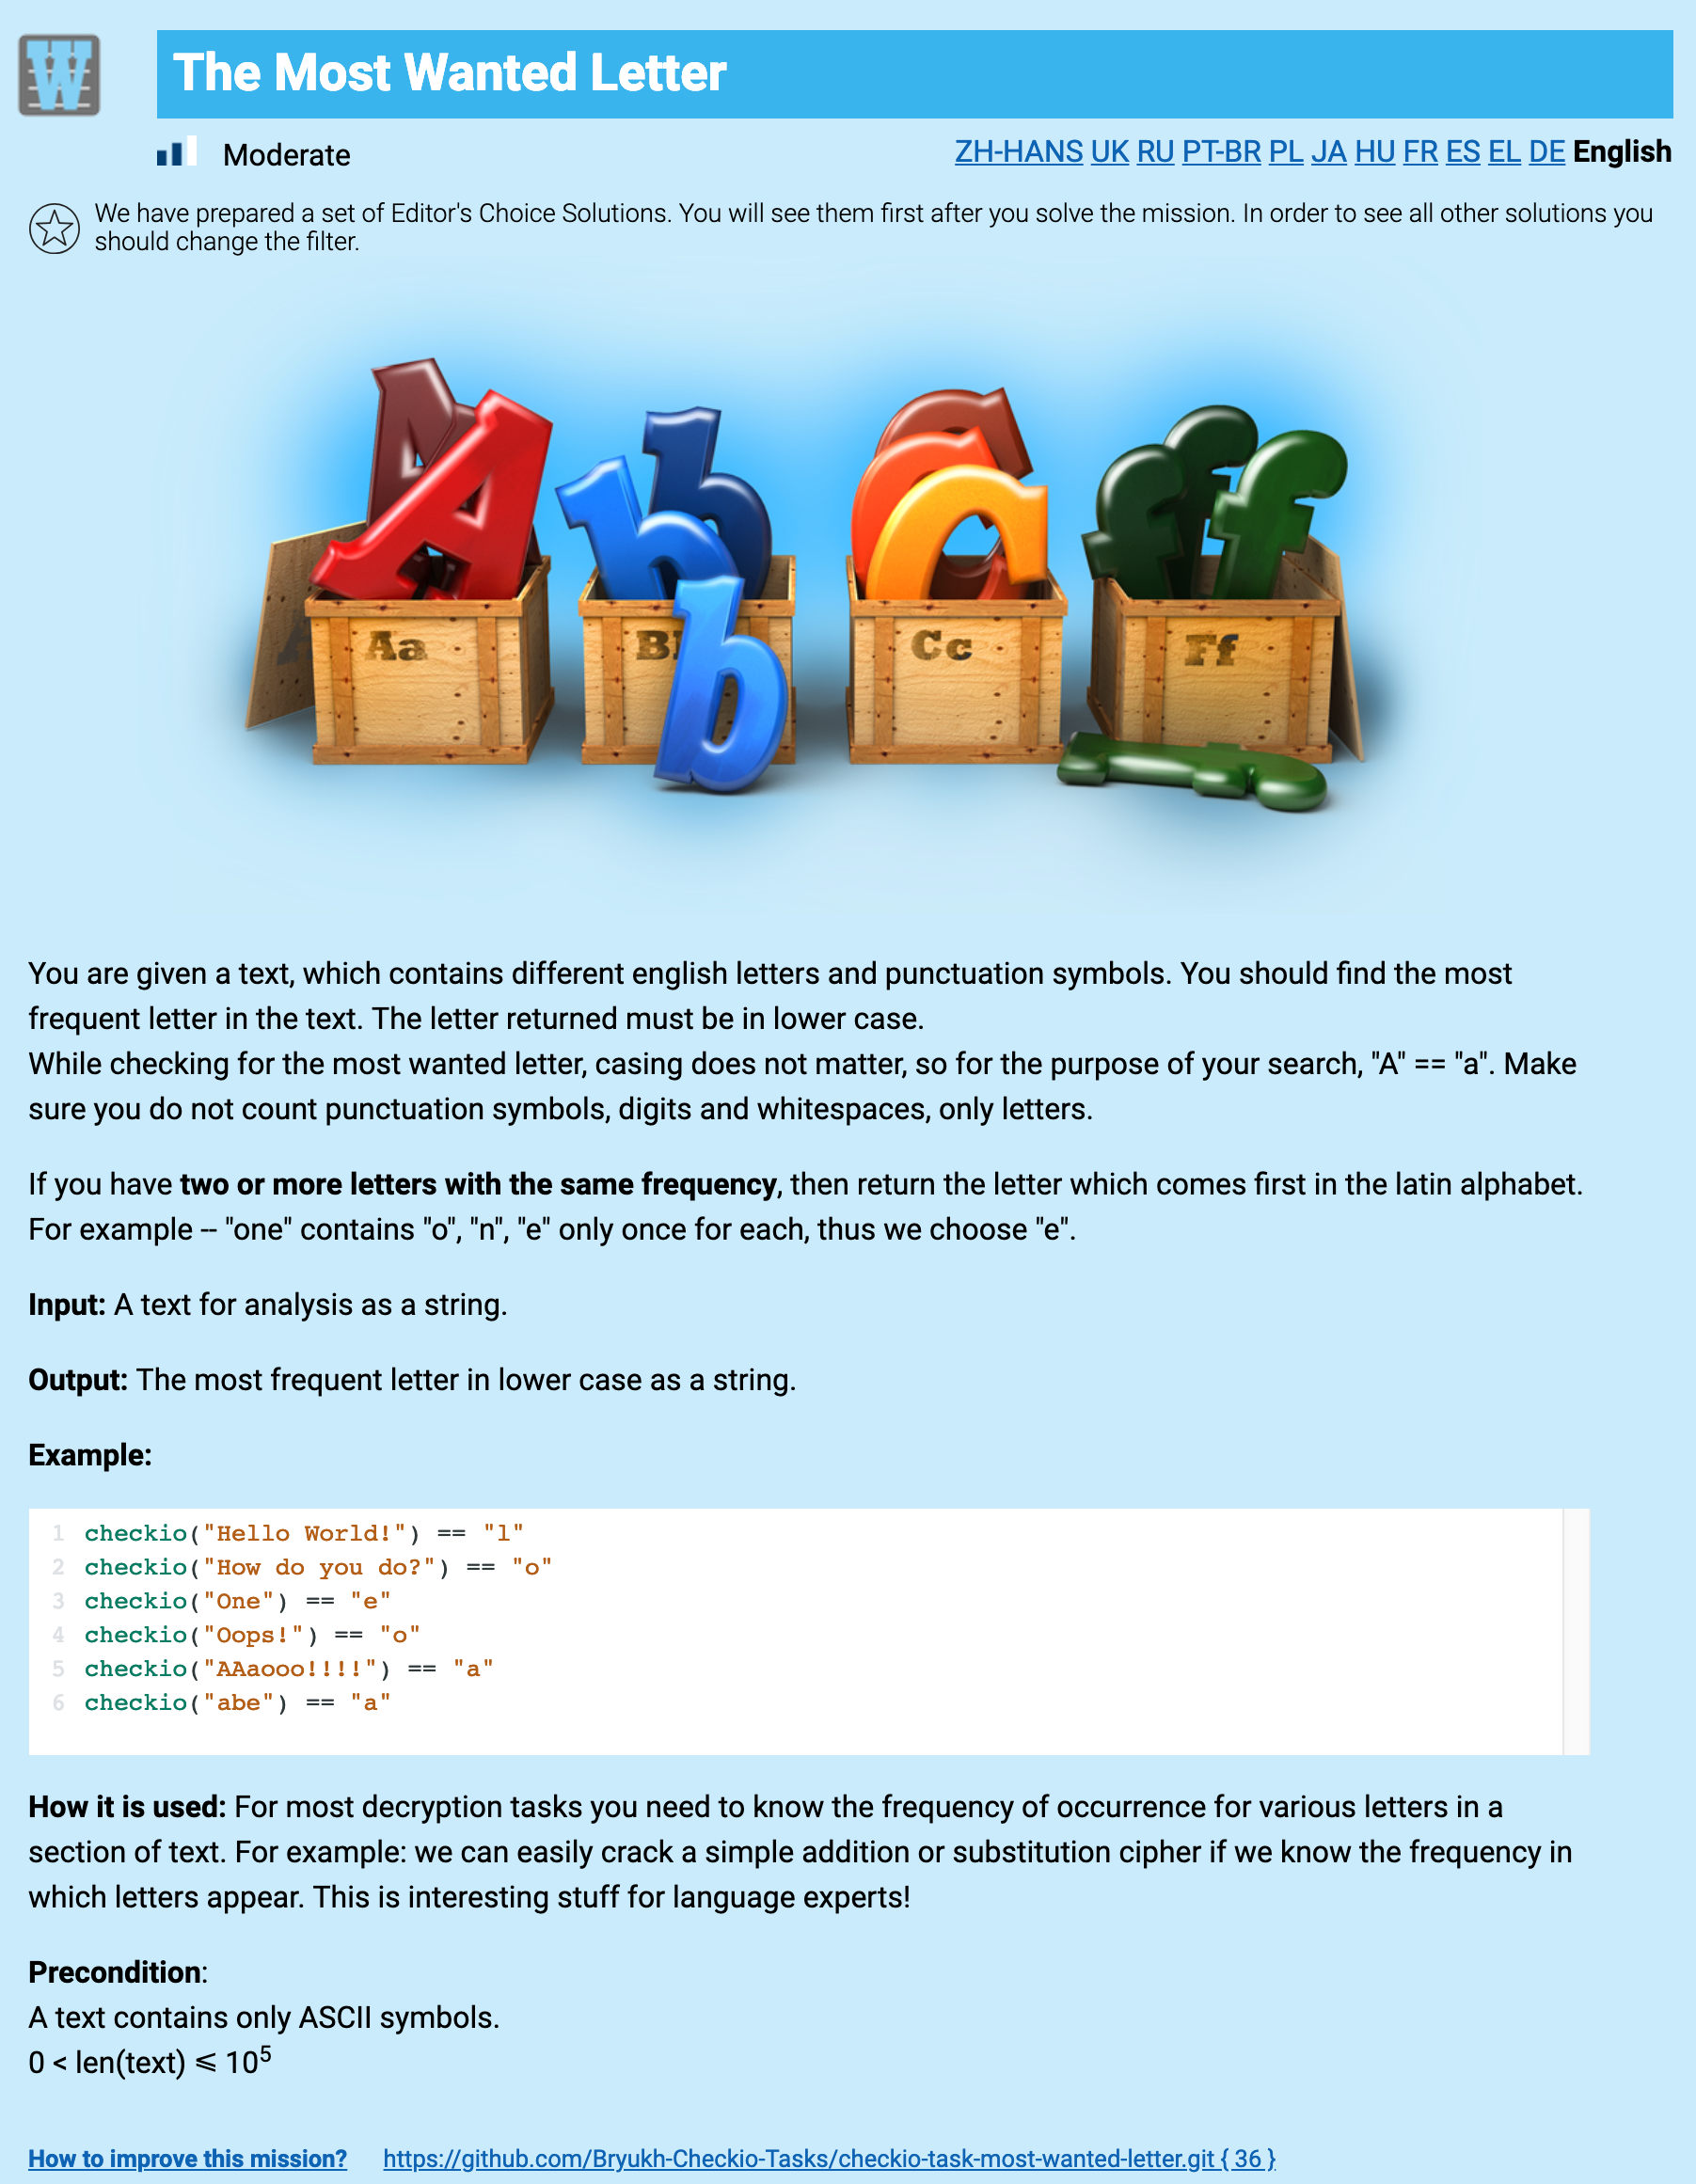 W
The Most Wanted Letter
Moderate
ZH-HANS UK RU PT-BR PL JA HU FR ES EL DE English
We have prepared a set of Editor's Choice Solutions. You will see them first after you solve the mission. In order to see all other solutions you
should change the filter.
A A b b b C C C f f f f
Aa
Cc
Ff
You are given a text, which contains different english letters and punctuation symbols. You should find the most
frequent letter in the text. The letter returned must be in lower case.
While checking for the most wanted letter, casing does not matter, so for the purpose of your search, "A" == "a". Make
sure you do not count punctuation symbols, digits and whitespaces, only letters.
If you have two or more letters with the same frequency, then return the letter which comes first in the latin alphabet.
For example -- "one" contains "o", "n", "e" only once for each, thus we choose "e".
Input: A text for analysis as a string.
Output: The most frequent letter in lower case as a string.
Example:
1 checkio("Hello World!") == "l"
2 checkio("How do you do?") == "o"
3 checkio("One") == "e"
4 checkio("Oops!") == "o"
5 checkio("AAaooo!!!!") == "a"
6 checkio("abe") == "a"
How it is used: For most decryption tasks you need to know the frequency of occurrence for various letters in a
section of text. For example: we can easily crack a simple addition or substitution cipher if we know the frequency in
which letters appear. This is interesting stuff for language experts!
Precondition:
A text contains only ASCII symbols.
0 < len(text) ⩽ 10⁵
How to improve this mission? https://github.com/Bryukh-Checkio-Tasks/checkio-task-most-wanted-letter.git { 36 }